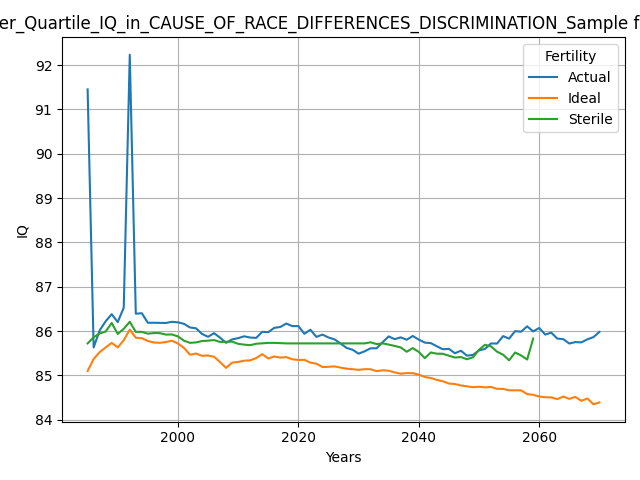 er_Quartile_IQ_in_CAUSE_OF_RACE_DIFFERENCES_DISCRIMINATION_Sample f
Fertility
Actual
Ideal
Sterile
92
91
90
89
88
87
86
85
84
IQ
2000
2020
2040
2060
Years